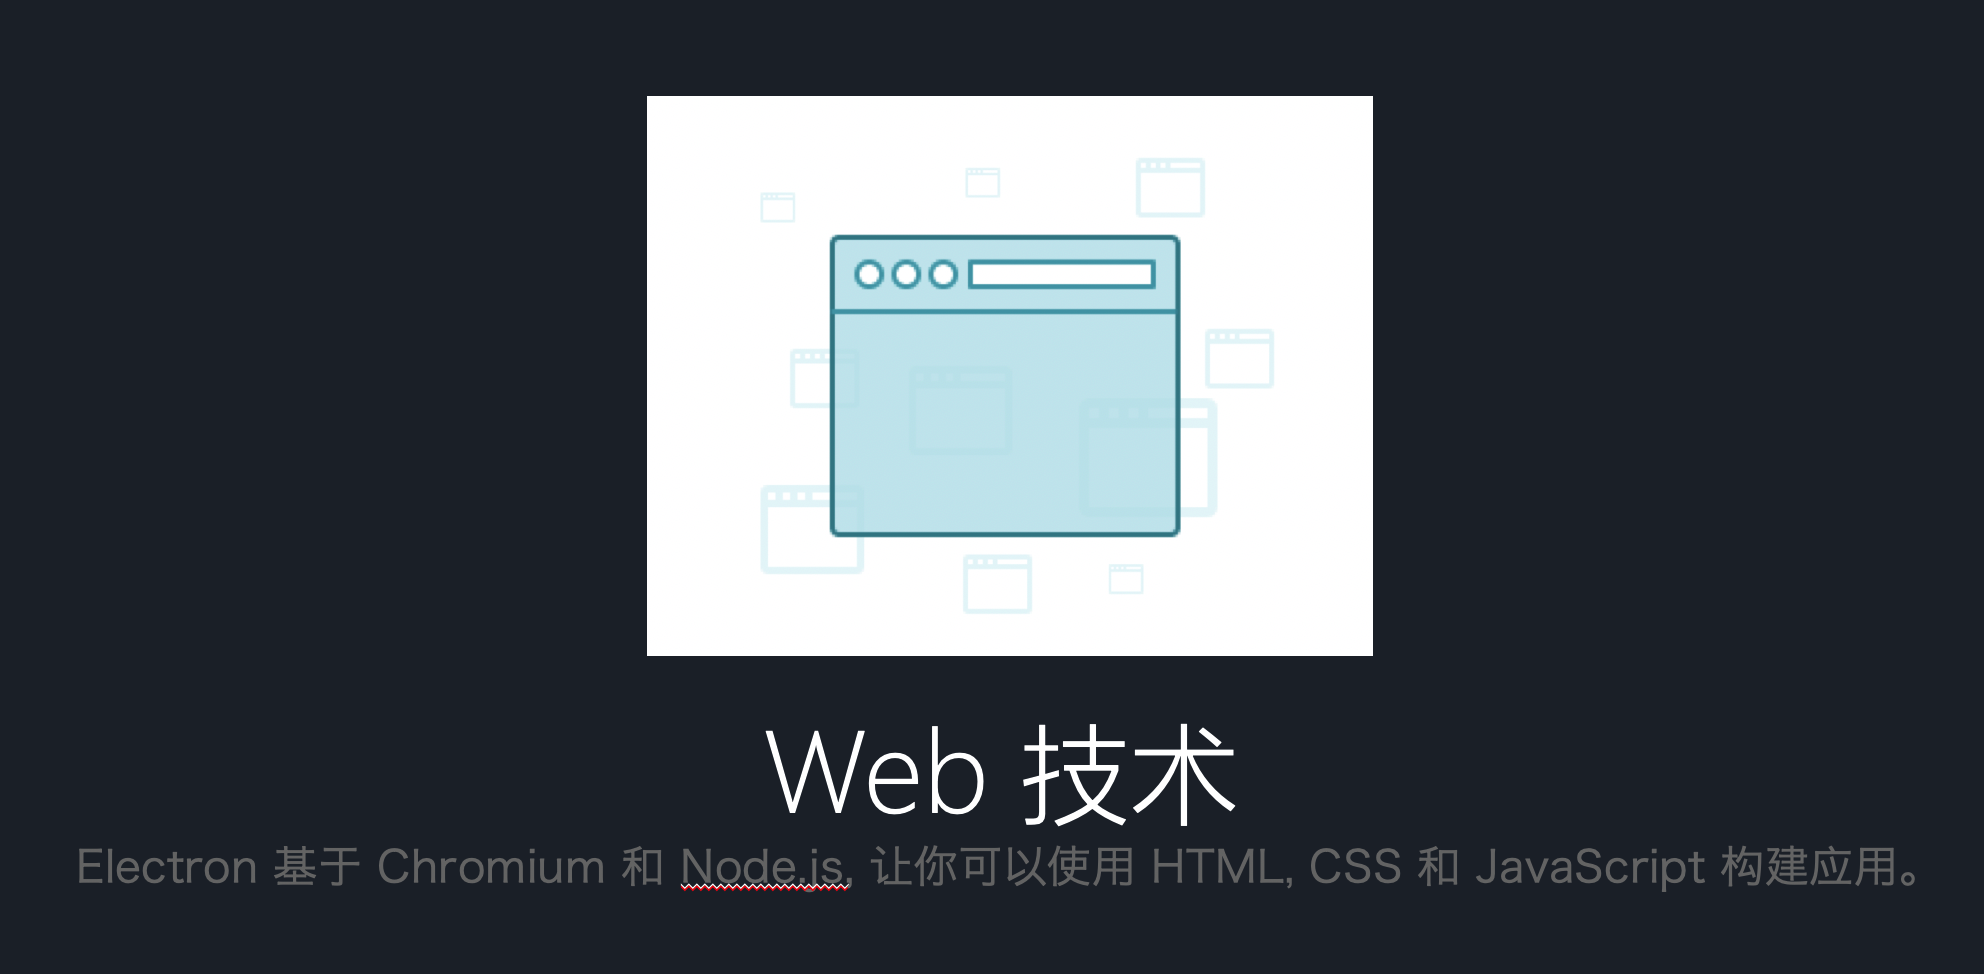 Web 技术
Electron 基于 Chromium 和 Node.js, 让你可以使用 HTML, CSS 和 JavaScript 构建应用。